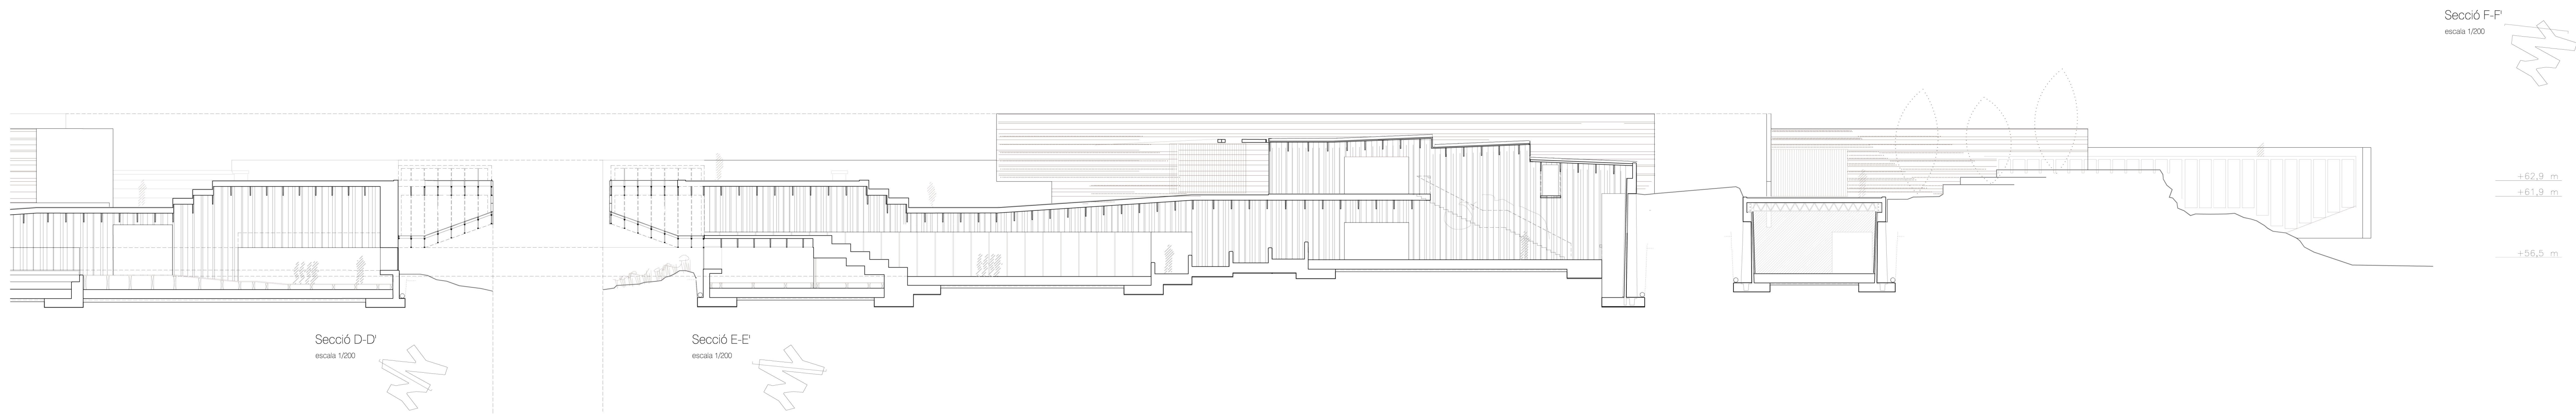 Secció F-F'
escala 1/200
+62,9 m
+61,9 m
+56,5 m
Secció D-D'
escala 1/200
Secció E-E'
escala 1/200